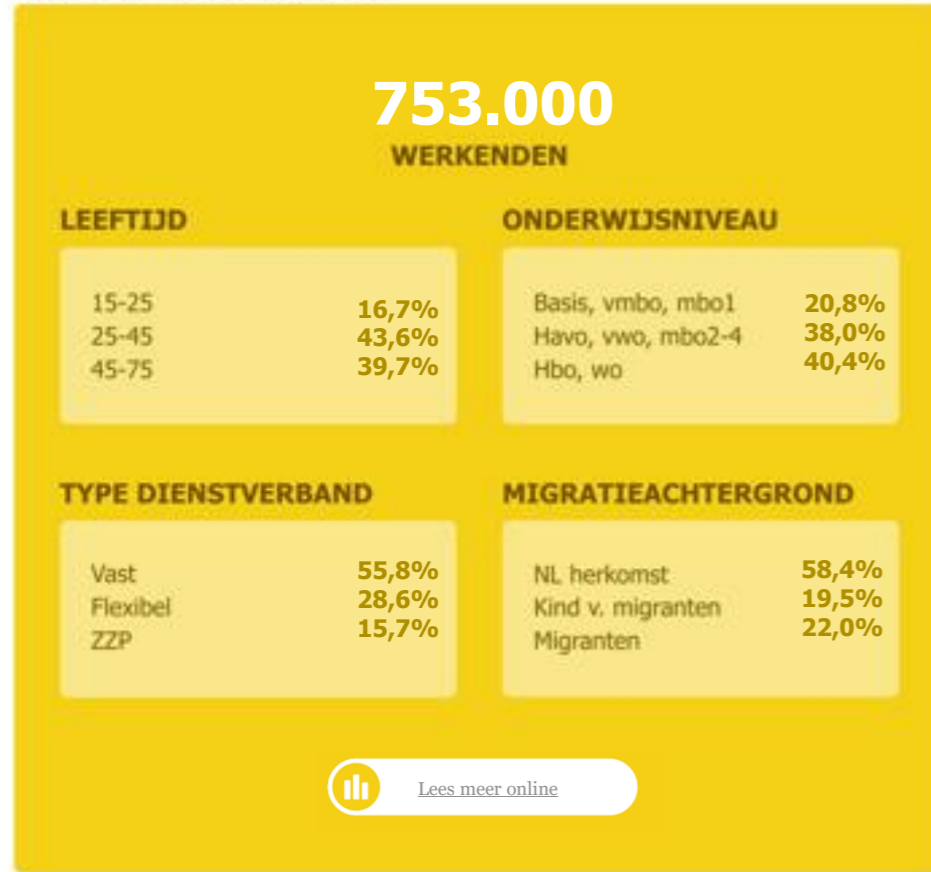 753.000
WERKENDEN
LEEFTIJD
15-25 16,7%
25-45 43,6%
45-75 39,7%
ONDERWIJSNIVEAU
Basis, vmbo, mbo1 20,8%
Havo, vwo, mbo2-4 38,0%
Hbo, wo 40,4%
TYPE DIENSTVERBAND
Vast 55,8%
Flexibel 28,6%
ZZP 15,7%
MIGRATIEACHTERGROND
NL herkomst 58,4%
Kind v. migranten 19,5%
Migranten 22,0%
Lees meer online